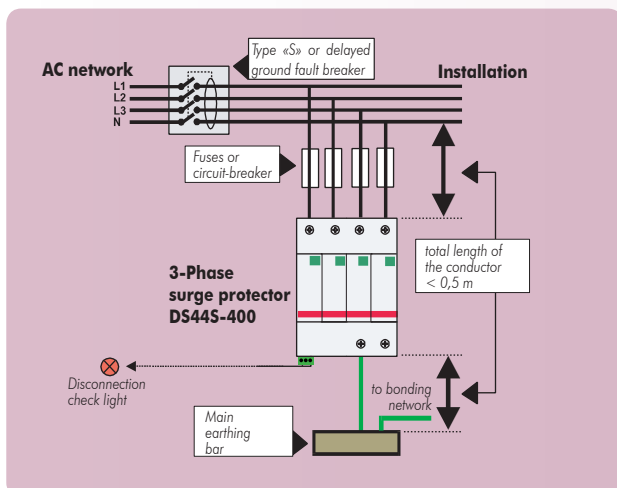 Type «S» or delayed
ground fault breaker
AC network
Installation
L1
L2
L3
N
Fuses or
circuit-breaker
total length of
the conductor
< 0,5 m
3-Phase
surge protector
DS44S-400
Disconnection
check light
to bonding
network
Main
earthing
bar